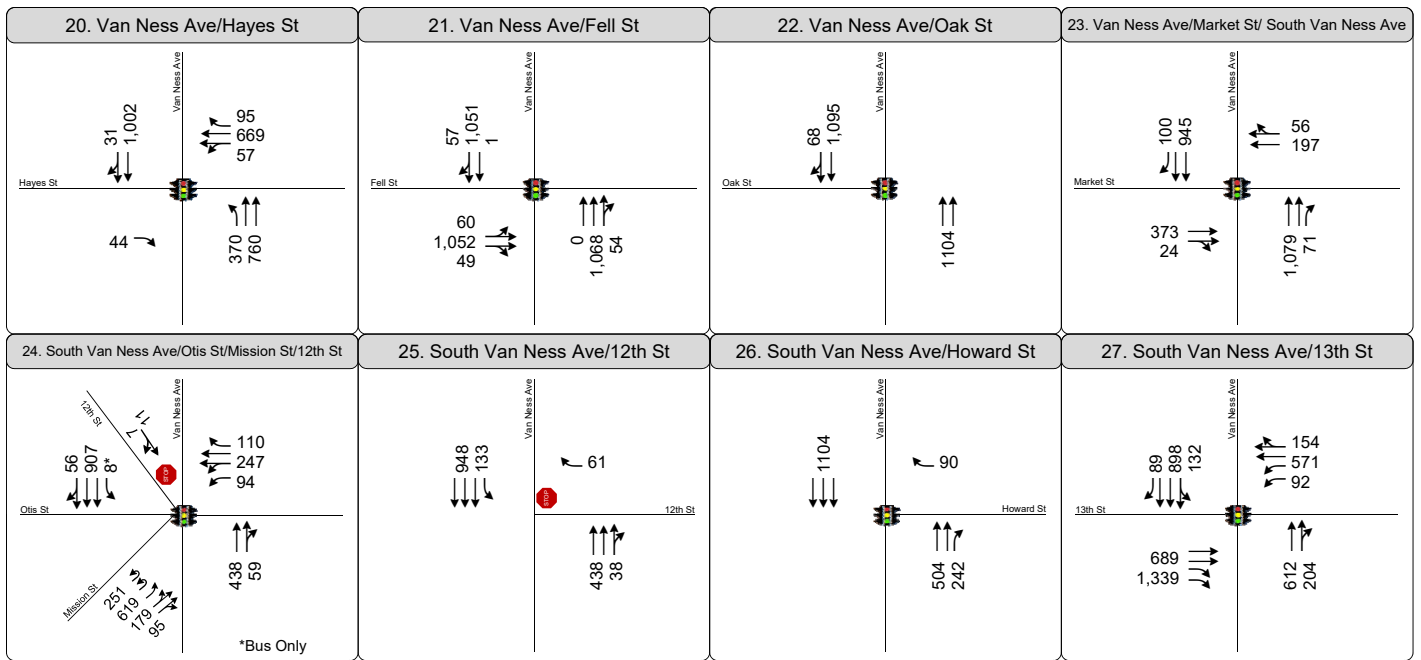 20. Van Ness Ave/Hayes St
Van Ness Ave
31
1,002
95
669
57
Hayes St
44
370
760
21. Van Ness Ave/Fell St
Van Ness Ave
57
1,051
1
Fell St
60
1,052
49
0
1,068
54
22. Van Ness Ave/Oak St
Van Ness Ave
68
1,095
Oak St
1104
23. Van Ness Ave/Market St/ South Van Ness Ave
Van Ness Ave
100
945
56
197
Market St
373
24
1,079
71
24. South Van Ness Ave/Otis St/Mission St/12th St
12th St
11
7
Van Ness Ave
56
907
8*
STOP
110
247
94
Otis St
Mission St
251
619
179
95
438
59
*Bus Only
25. South Van Ness Ave/12th St
Van Ness Ave
948
133
61
STOP
12th St
438
38
26. South Van Ness Ave/Howard St
Van Ness Ave
1104
90
Howard St
504
242
27. South Van Ness Ave/13th St
Van Ness Ave
89
898
132
154
571
92
13th St
689
1,339
612
204